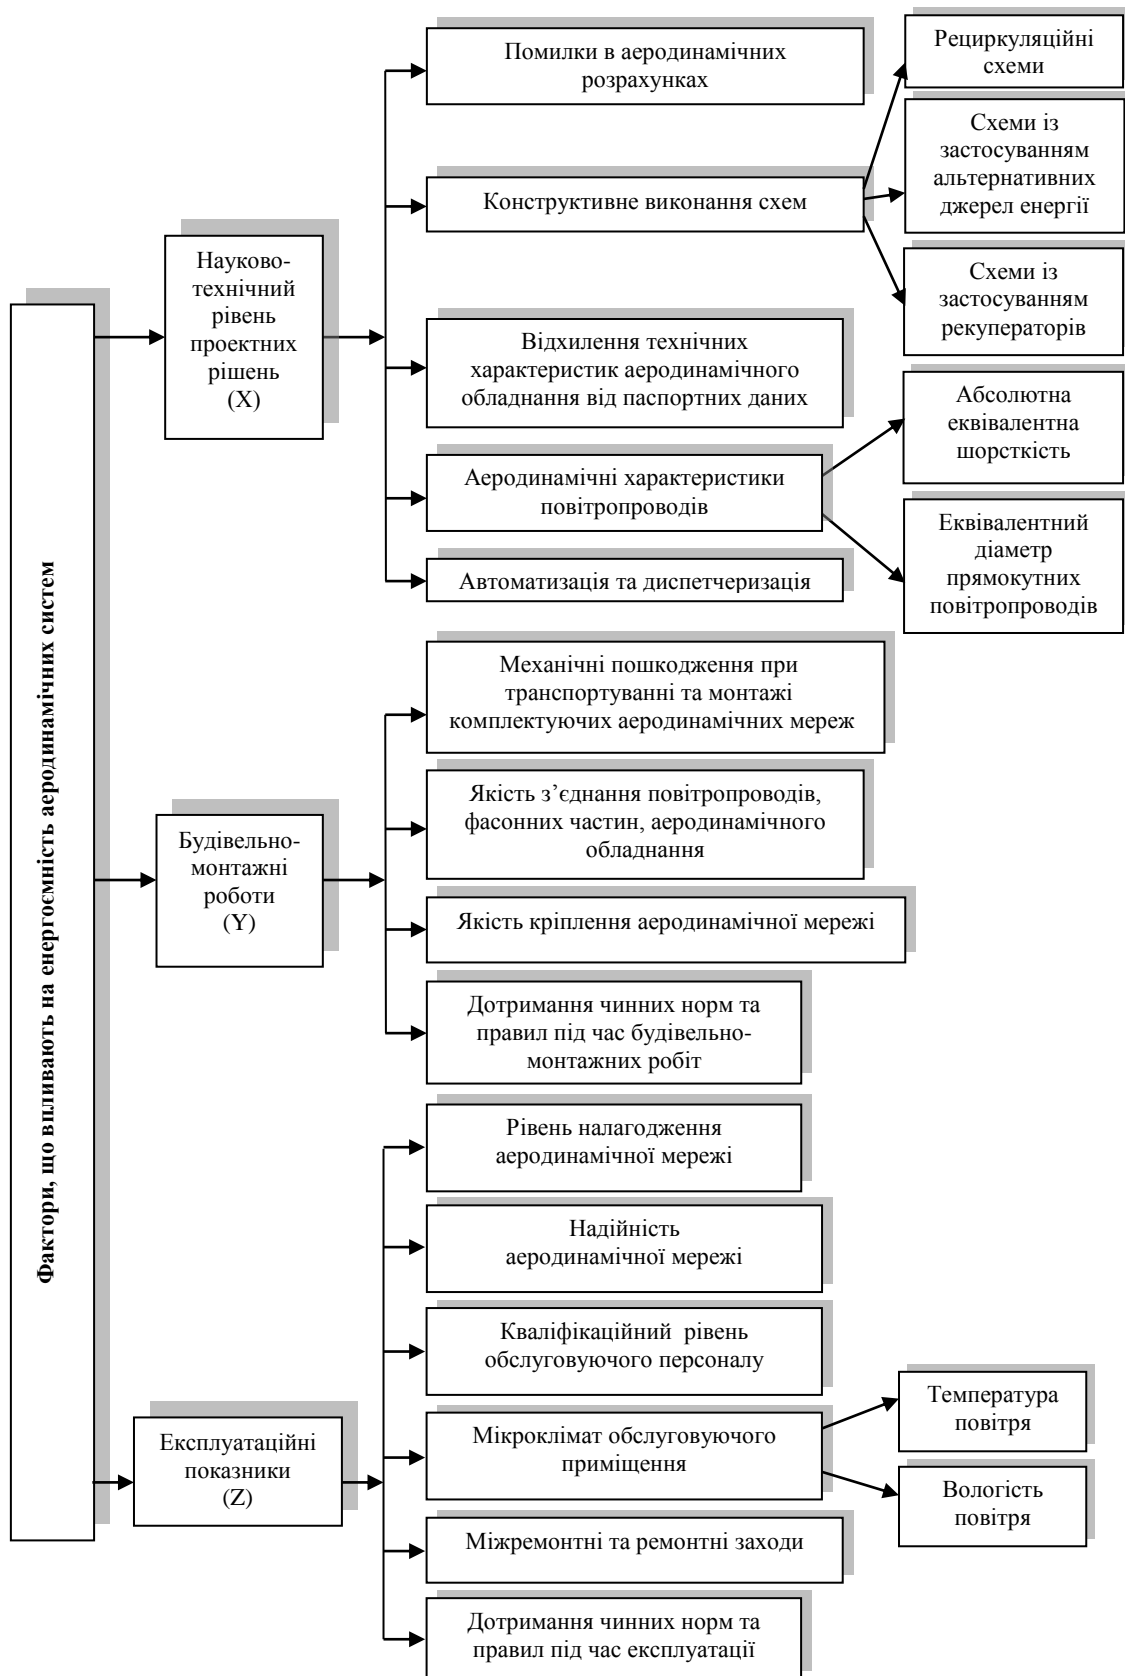 Фактори, що впливають на енергоємність аеродинамічних систем
Науково-
технічний
рівень
проектних
рішень
(X)
Помилки в аеродинамічних
розрахунках
Конструктивне виконання схем
Рециркуляційні
схеми
Схеми із
застосуванням
альтернативних
джерел енергії
Схеми із
застосуванням
рекуператорів
Відхилення технічних
характеристик аеродинамічного
обладнання від паспортних даних
Аеродинамічні характеристики
повітропроводів
Абсолютна
еквівалентна
шорсткість
Еквівалентний
діаметр
прямокутних
повітропроводів
Автоматизація та диспетчеризація
Будівельно-
монтажні
роботи
(Y)
Механічні пошкодження при
транспортуванні та монтажі
комплектуючих аеродинамічних мереж
Якість з’єднання повітропроводів,
фасонних частин, аеродинамічного
обладнання
Якість кріплення аеродинамічної мережі
Дотримання чинних норм та
правил під час будівельно-
монтажних робіт
Експлуатаційні
показники
(Z)
Рівень налагодження
аеродинамічної мережі
Надійність
аеродинамічної мережі
Кваліфікаційний рівень
обслуговуючого персоналу
Мікроклімат обслуговуючого
приміщення
Температура
повітря
Вологість
повітря
Міжремонтні та ремонтні заходи
Дотримання чинних норм та
правил під час експлуатації